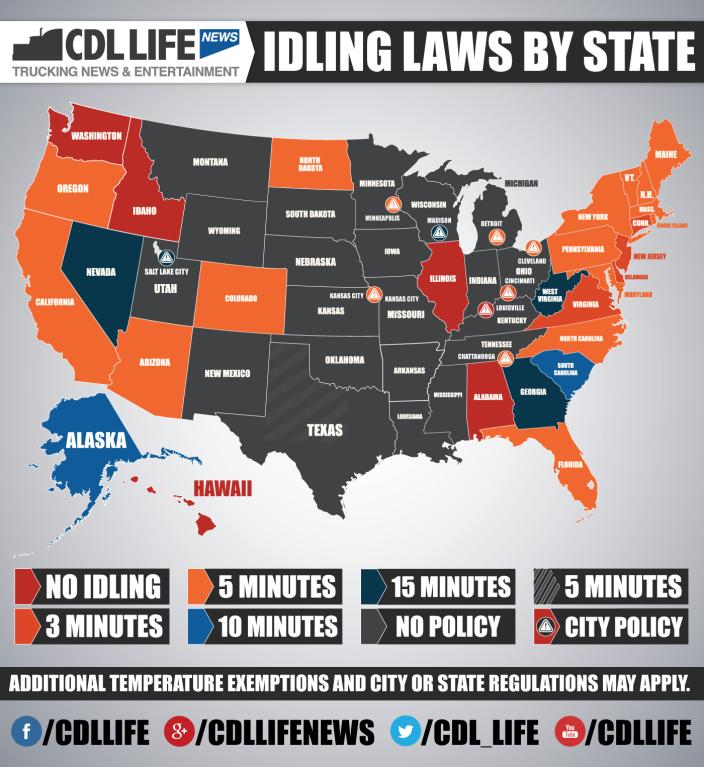 CDL LIFE NEWS
TRUCKING NEWS & ENTERTAINMENT
IDLING LAWS BY STATE
WASHINGTON
MONTANA
NORTH
DAKOTA
MINNESOTA
MICHIGAN
MAINE
VT.
N.H.
OREGON
IDAHO
WISCONSIN
MASS.
SOUTH DAKOTA
MINNEAPOLIS
MADISON
DETROIT
NEW YORK
CONN.
RHODE ISLAND
WYOMING
IOWA
CLEVELAND
OHIO
PENNSYLVANIA
NEW JERSEY
NEVADA
SALT LAKE CITY
UTAH
NEBRASKA
ILLINOIS
INDIANA
CINCINATTI
WEST
VIRGINIA
DELAWARE
MARYLAND
CALIFORNIA
COLORADO
KANSAS CITY
KANSAS CITY
KANSAS
MISSOURI
LOUISVILLE
KENTUCKY
VIRGINIA
ARIZONA
NEW MEXICO
OKLAHOMA
ARKANSAS
TENNESSEE
CHATTANOOGA
NORTH CAROLINA
SOUTH
CAROLINA
MISSISSIPPI
ALABAMA
GEORGIA
TEXAS
LOUISIANA
FLORIDA
ALASKA
HAWAII
NO IDLING
5 MINUTES
15 MINUTES
5 MINUTES
3 MINUTES
10 MINUTES
NO POLICY
CITY POLICY
ADDITIONAL TEMPERATURE EXEMPTIONS AND CITY OR STATE REGULATIONS MAY APPLY.
f /CDLLIFE
g+ /CDLLIFENEWS
/CDL_LIFE
You Tube /CDLLIFE